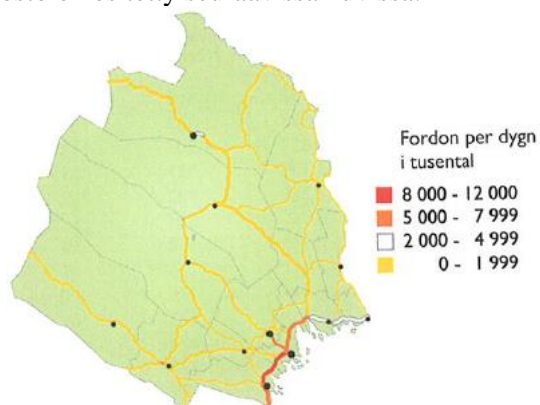 Fordon per dygn
i tusental
8 000 - 12 000
5 000 - 7 999
2 000 - 4 999
0 - 1 999